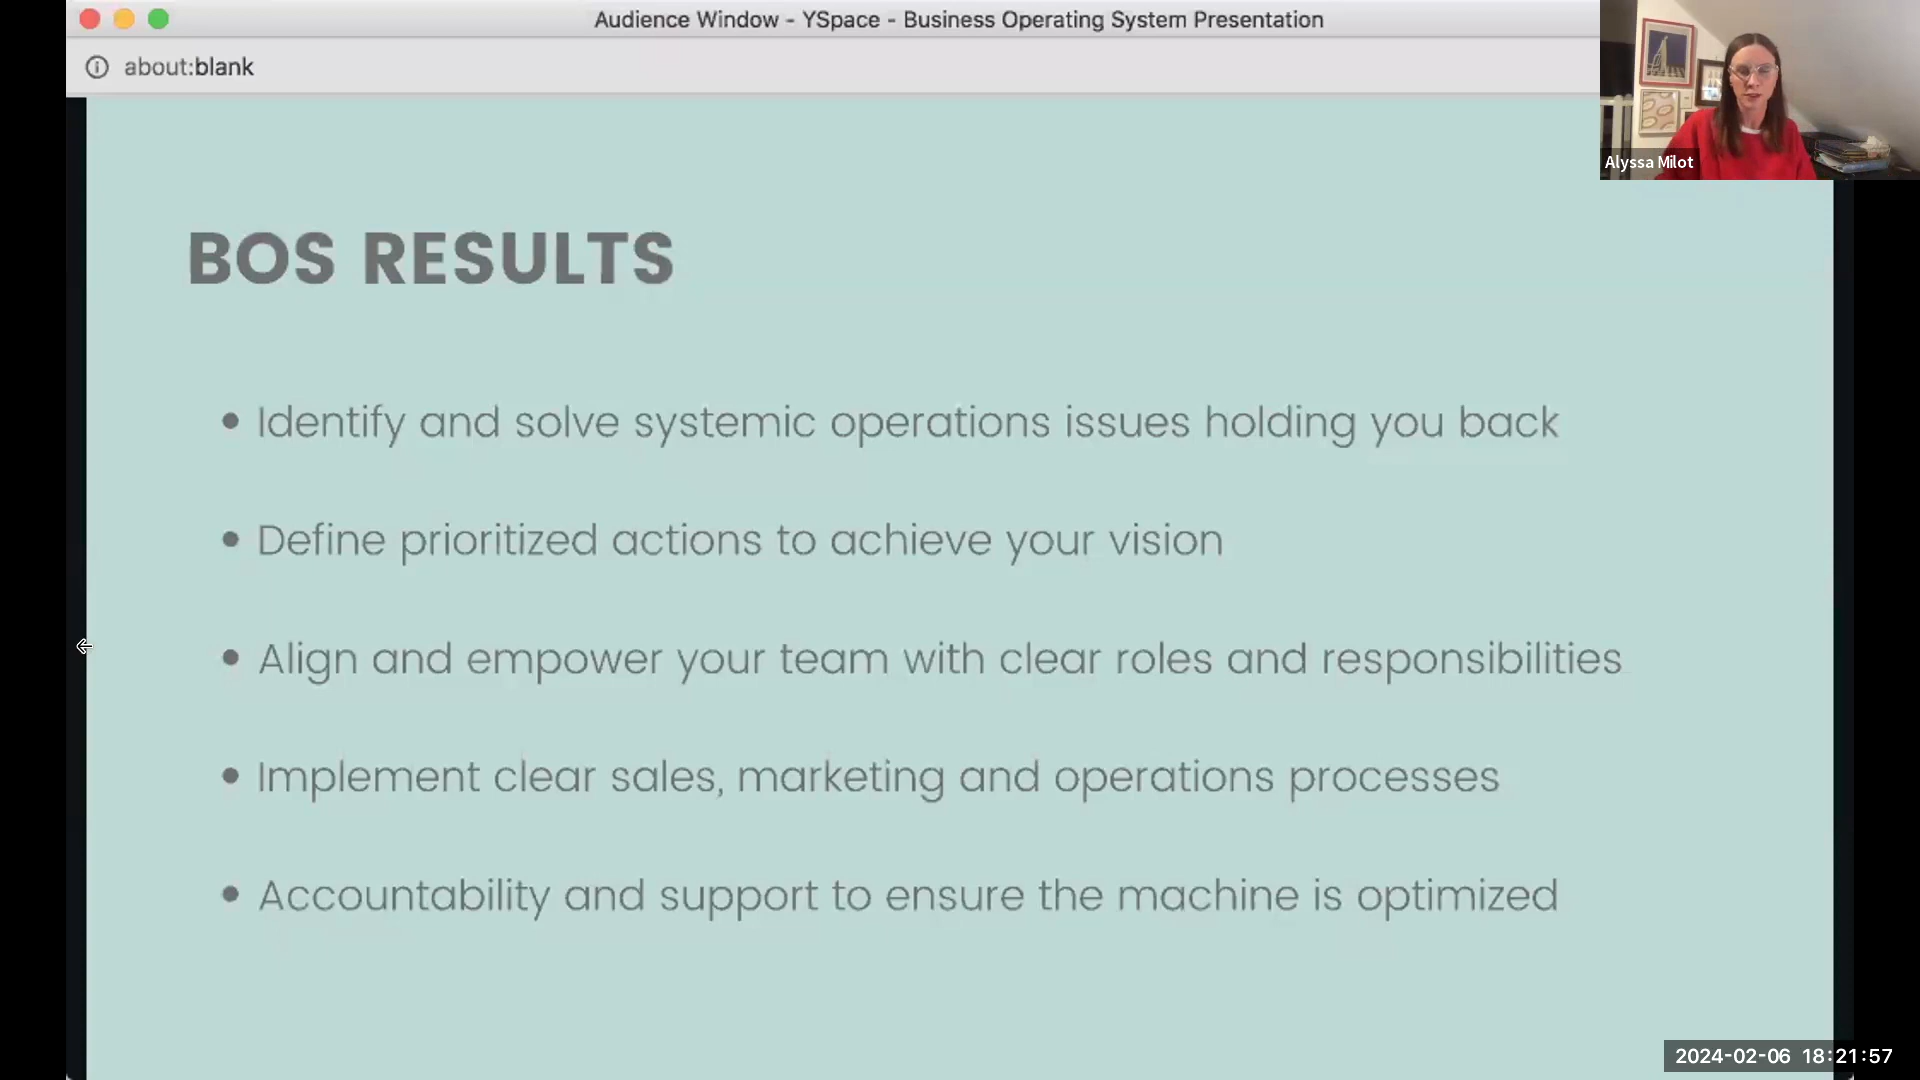 Audience Window - YSpace - Business Operating System Presentation
about:blank
Alyssa Milot
BOS RESULTS
• Identify and solve systemic operations issues holding you back
• Define prioritized actions to achieve your vision
• Align and empower your team with clear roles and responsibilities
• Implement clear sales, marketing and operations processes
• Accountability and support to ensure the machine is optimized
2024-02-06 18:21:57